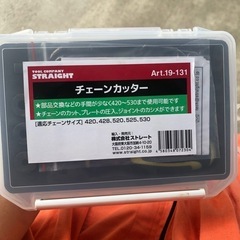 TOOL COMPANY
STRAIGHT
Art.19-131
チェーンカッター
★部品交換などの手間が少なく420~530まで使用可能です
★チェーンのカット、プレートの圧入、ジョイントのカシメができます
[適応チェーンサイズ] 420.428.520.525.530
株式会社ストレート
TEL.0120-34-1159
www.straight.co.jp